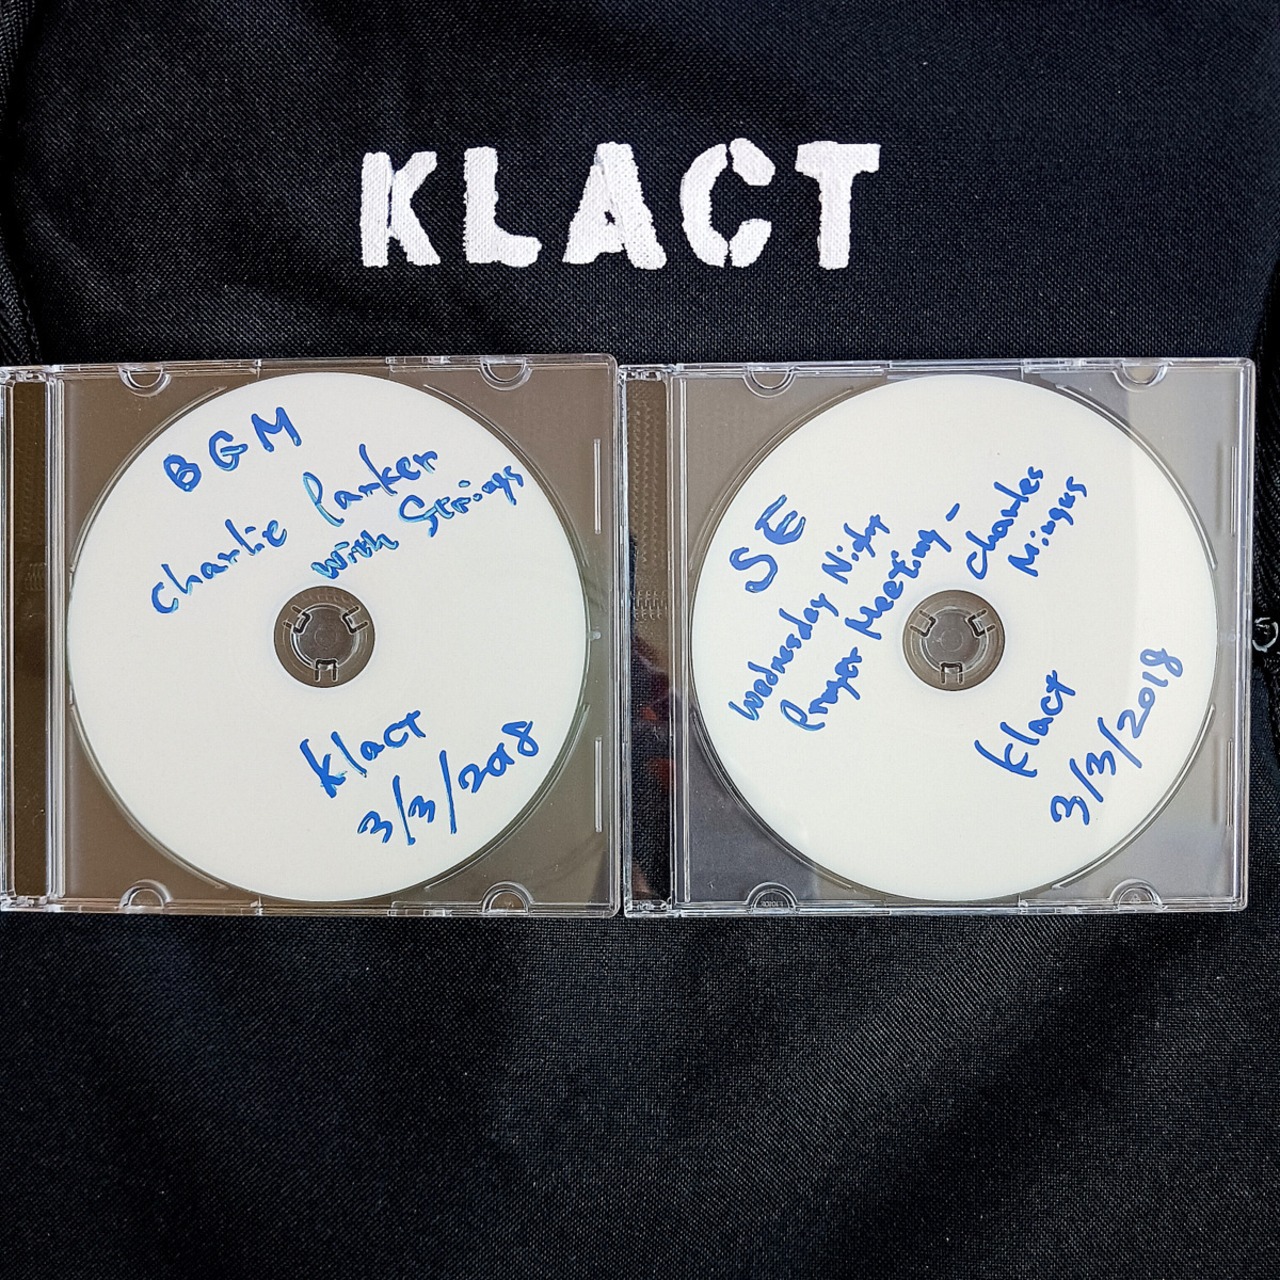 KLACT
BGM
Charlie Parker
with Strings
Klact
3/3/2018
SE
Wednesday Night
Prayer Meeting -
Charles
Mingus
Klact
3/3/2018